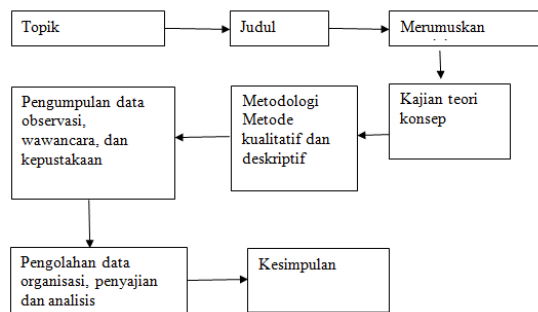 Topik
Judul
Merumuskan
Kajian teori
konsep
Metodologi
Metode
kualitatif dan
deskriptif
Pengumpulan data
observasi,
wawancara, dan
kepustakaan
Pengolahan data
organisasi, penyajian
dan analisis
Kesimpulan